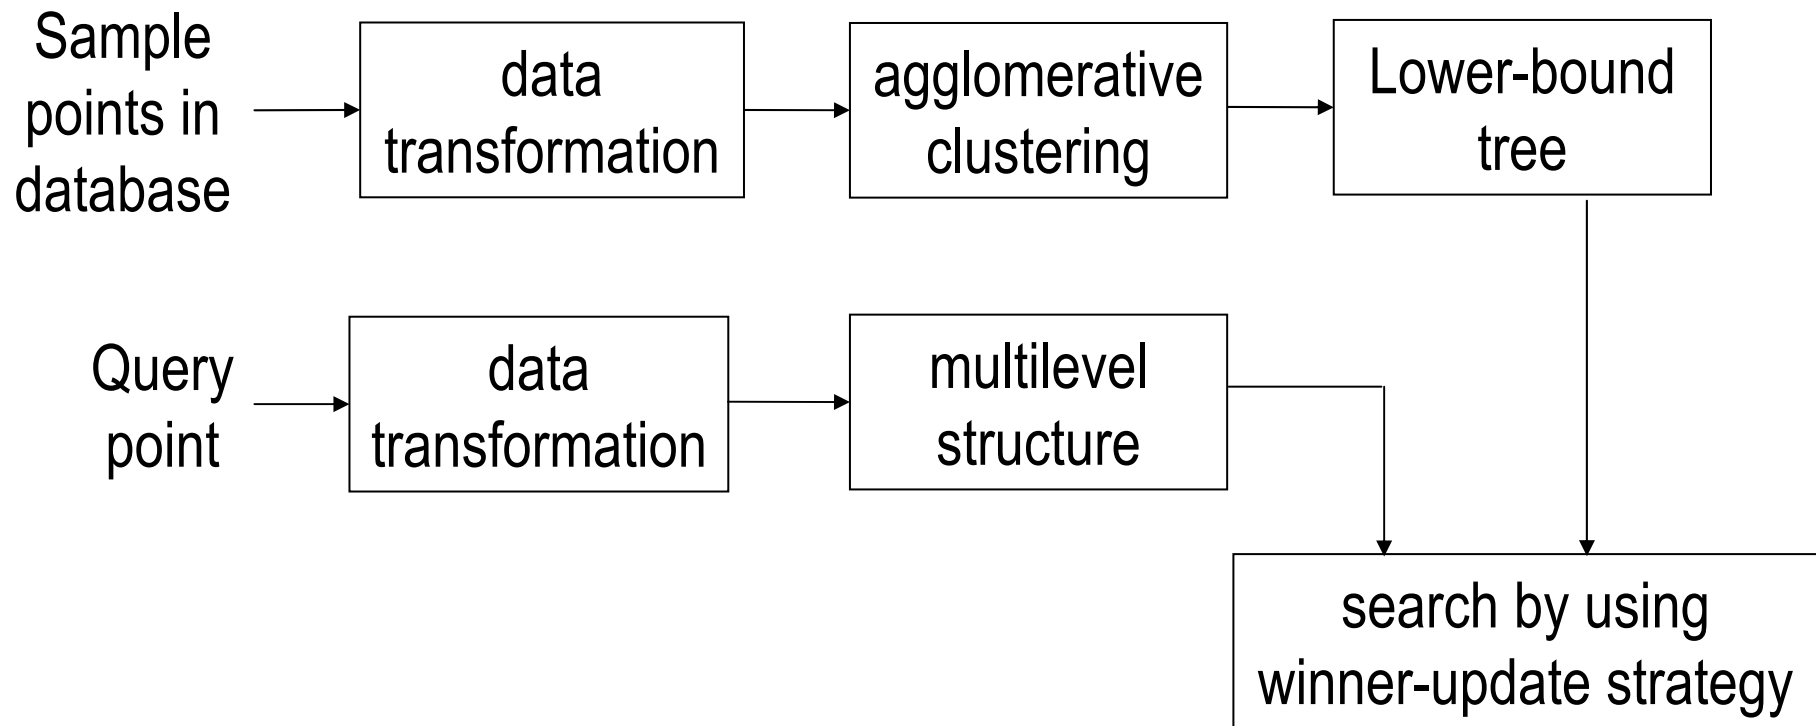 Sample
points in
database
data
transformation
agglomerative
clustering
Lower-bound
tree
Query
point
data
transformation
multilevel
structure
search by using
winner-update strategy